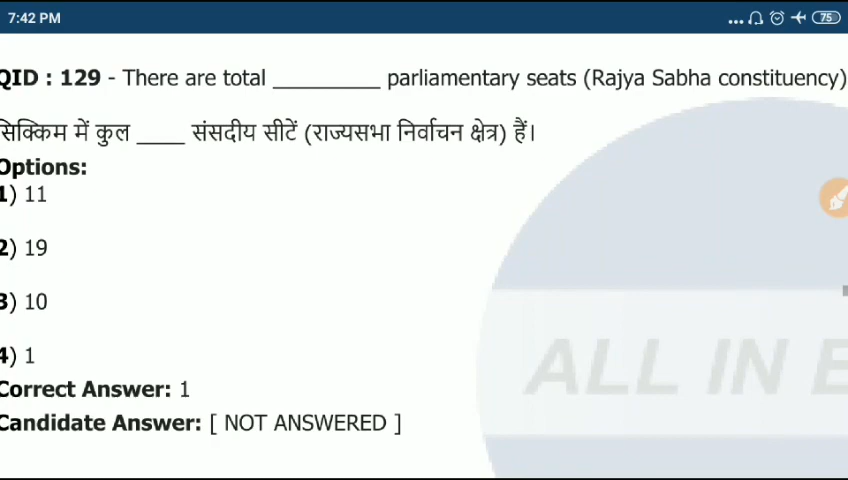 7:42 PM
75
QID : 129 - There are total _________ parliamentary seats (Rajya Sabha constituency)
सिक्किम में कुल ____ संसदीय सीटें (राज्यसभा निर्वाचन क्षेत्र) हैं।
Options:
1) 11
2) 19
3) 10
4) 1
Correct Answer: 1
Candidate Answer: [ NOT ANSWERED ]
ALL IN E